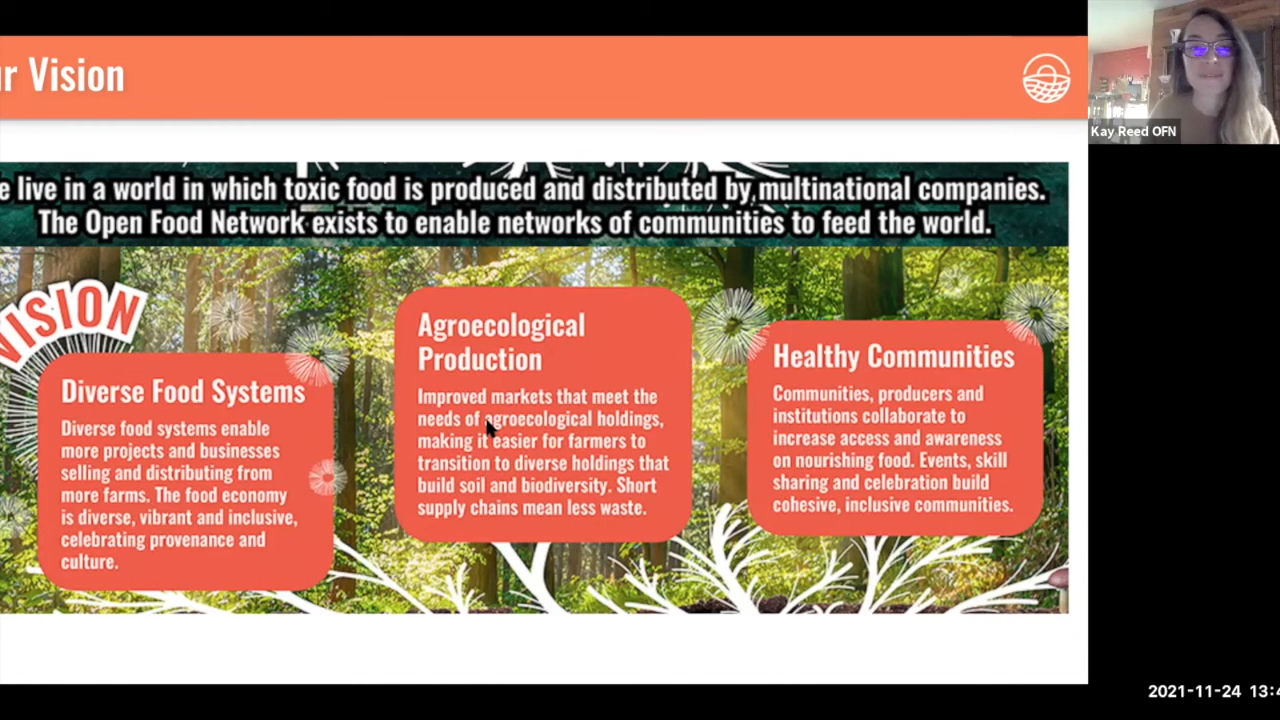 r Vision
Kay Reed OFN
e live in a world in which toxic food is produced and distributed by multinational companies.
The Open Food Network exists to enable networks of communities to feed the world.
VISION
Diverse Food Systems
Diverse food systems enable
more projects and businesses
selling and distributing from
more farms. The food economy
is diverse, vibrant and inclusive,
celebrating provenance and
culture.
Agroecological
Production
Improved markets that meet the
needs of agroecological holdings,
making it easier for farmers to
transition to diverse holdings that
build soil and biodiversity. Short
supply chains mean less waste.
Healthy Communities
Communities, producers and
institutions collaborate to
increase access and awareness
on nourishing food. Events, skill
sharing and celebration build
cohesive, inclusive communities.
2021-11-24 13:4